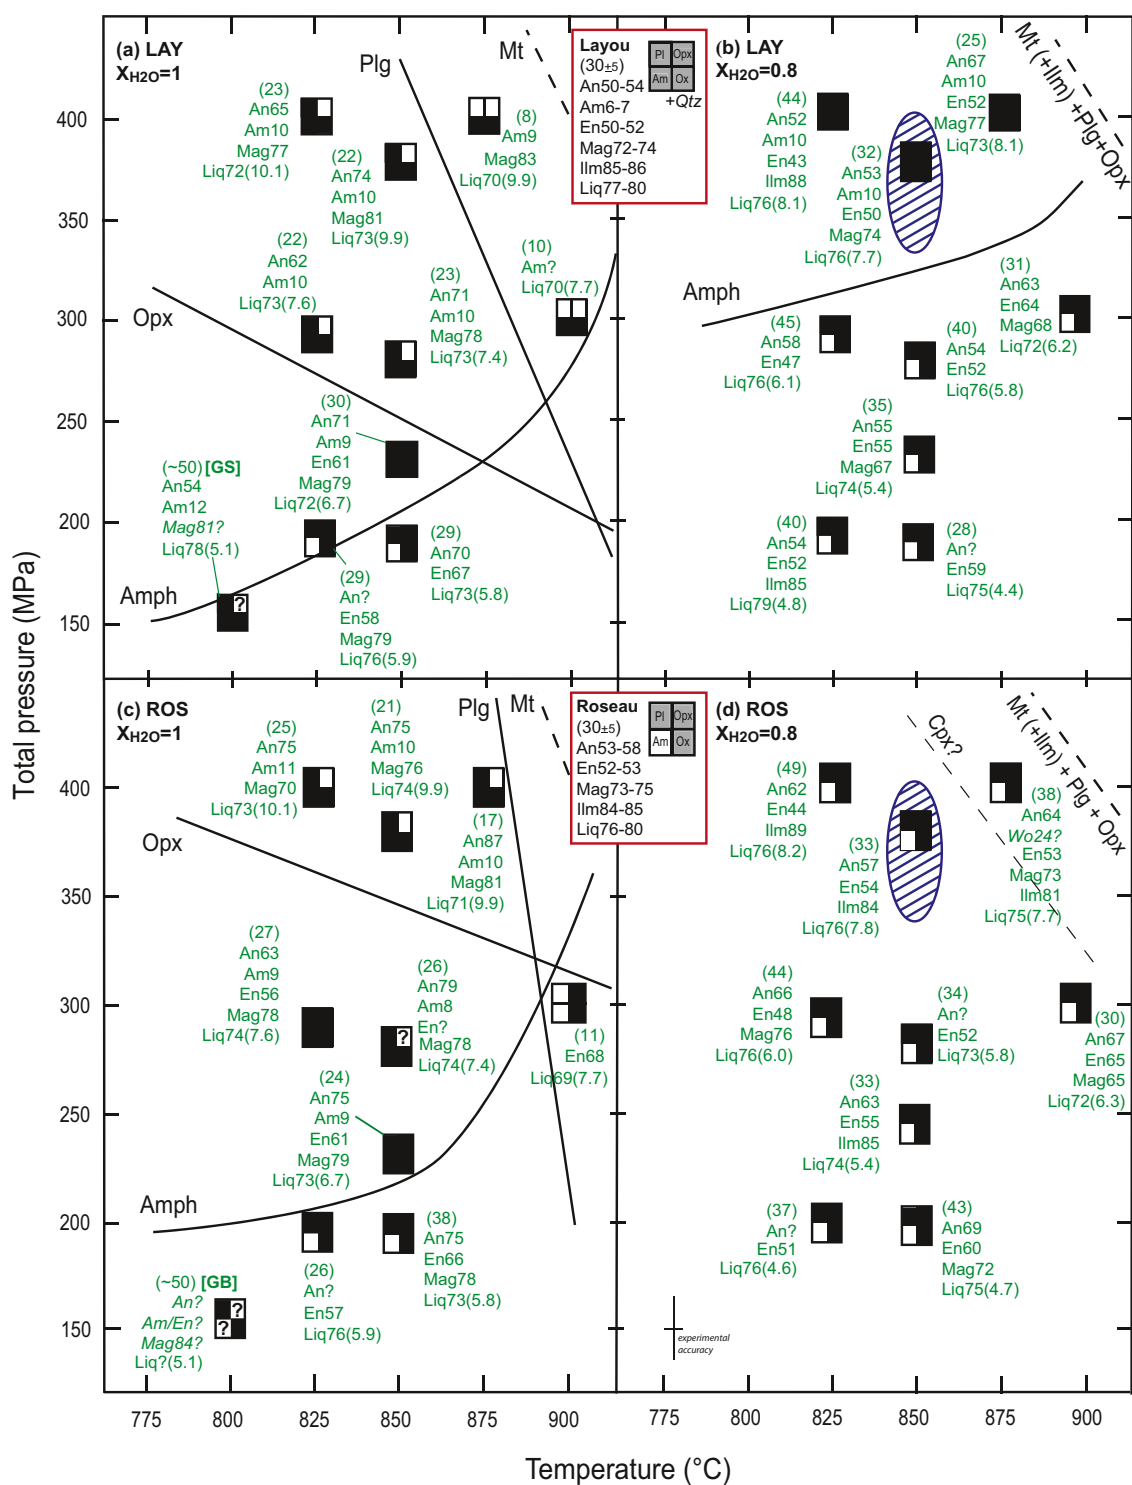 (a) LAY
XH2O=1
Plg
Mt
Opx
Amph
(23)
An65
Am10
Mag77
Liq72(10.1)
(22)
An74
Am10
Mag81
Liq73(9.9)
(8)
Am9
Mag83
Liq70(9.9)
(22)
An62
Am10
Liq73(7.6)
(23)
An71
Am10
Mag78
Liq73(7.4)
(10)
Am?
Liq70(7.7)
(30)
An71
Am9
En61
Mag79
Liq72(6.7)
(~50) [GS]
An54
Am12
Mag81?
Liq78(5.1)
?
(29)
An?
En58
Mag79
Liq76(5.9)
(29)
An70
En67
Liq73(5.8)
Layou
(30±5)
An50-54
Am6-7
En50-52
Mag72-74
Ilm85-86
Liq77-80
Pl Opx
Am Ox
+Qtz
(b) LAY
XH2O=0.8
Mt (+Ilm) +Plg+Opx
Amph
(44)
An52
Am10
En43
Ilm88
Liq76(8.1)
(25)
An67
Am10
En52
Mag77
Liq73(8.1)
(32)
An53
Am10
En50
Mag74
Liq76(7.7)
(31)
An63
En64
Mag68
Liq72(6.2)
(45)
An58
En47
Liq76(6.1)
(40)
An54
En52
Liq76(5.8)
(35)
An55
En55
Mag67
Liq74(5.4)
(40)
An54
En52
Ilm85
Liq79(4.8)
(28)
An?
En59
Liq75(4.4)
(c) ROS
XH2O=1
Plg
Mt
Opx
Amph
(25)
An75
Am11
Mag70
Liq73(10.1)
(21)
An75
Am10
Mag76
Liq74(9.9)
(17)
An87
Am10
Mag81
Liq71(9.9)
(27)
An63
Am9
En56
Mag78
Liq74(7.6)
(26)
An79
Am8
En?
Mag78
Liq74(7.4)
?
(11)
En68
Liq69(7.7)
(24)
An75
Am9
En61
Mag79
Liq73(6.7)
(38)
An75
En66
Mag78
Liq73(5.8)
(26)
An?
En57
Liq76(5.9)
(~50) [GB]
An?
Am/En?
Mag84?
Liq?(5.1)
?
?
Roseau
(30±5)
An53-58
En52-53
Mag73-75
Ilm84-85
Liq76-80
Pl Opx
Am Ox
(d) ROS
XH2O=0.8
Cpx?
Mt (+Ilm) + Plg + Opx
(49)
An62
En44
Ilm89
Liq76(8.2)
(33)
An57
En54
Ilm84
Liq76(7.8)
(38)
An64
Wo24?
En53
Mag73
Ilm81
Liq75(7.7)
(44)
An66
En48
Mag76
Liq76(6.0)
(34)
An?
En52
Liq73(5.8)
(30)
An67
En65
Mag65
Liq72(6.3)
(33)
An63
En55
Ilm85
Liq74(5.4)
(37)
An?
En51
Liq76(4.6)
(43)
An69
En60
Mag72
Liq75(4.7)
experimental
accuracy
400
350
300
250
200
150
400
350
300
250
200
150
Total pressure (MPa)
775 800 825 850 875 900 775 800 825 850 875 900
Temperature (°C)